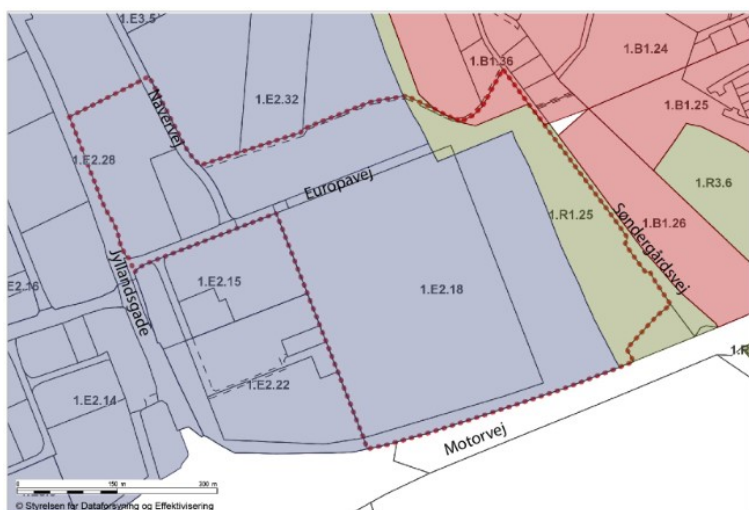 1.E3.5
1.B1.24
1.B1.36
1.E2.32
1.B1.25
Navervej
1.E2.28
1.R3.6
Europavej
1.R1.25
1.B1.26
Søndergårdsvej
1.E2.16
Jyllandsgade
1.E2.15
1.E2.18
1.E2.22
1.E2.14
Motorvej
0 150 m 300 m
© Styrelsen for Dataforsyning og Effektivisering